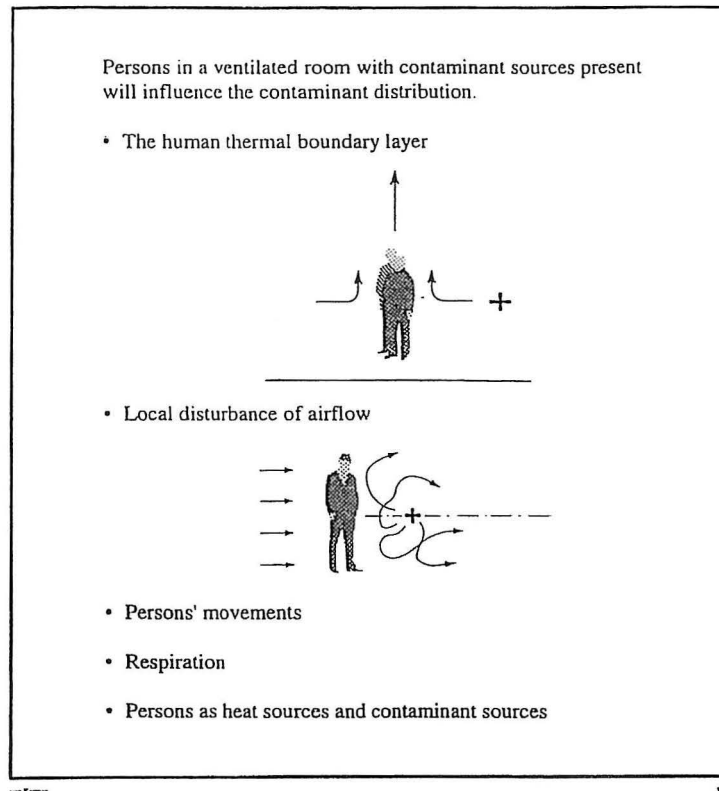 Persons in a ventilated room with contaminant sources present
will influence the contaminant distribution.
• The human thermal boundary layer
• Local disturbance of airflow
• Persons' movements
• Respiration
• Persons as heat sources and contaminant sources